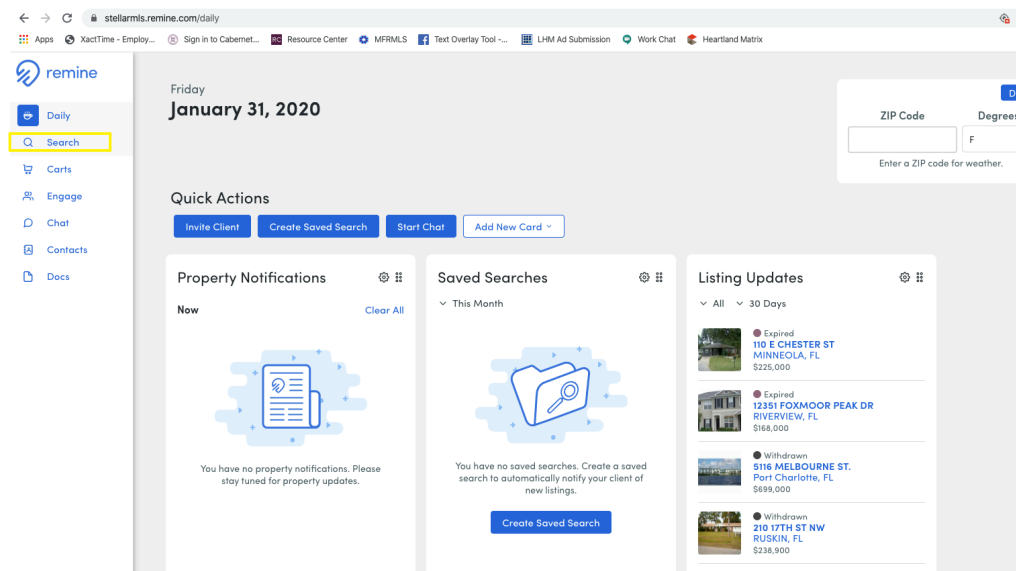 stellarmls.remine.com/daily
Apps XactTime - Employ... Sign in to Cabernet... RC Resource Center MFRMLS Text Overlay Tool -... LHM Ad Submission Work Chat Heartland Matrix
remine
Daily
Search
Carts
Engage
Chat
Contacts
Docs
Friday
January 31, 2020
D
ZIP Code Degrees
F
Enter a ZIP code for weather.
Quick Actions
Invite Client Create Saved Search Start Chat Add New Card
Property Notifications
Now Clear All
You have no property notifications. Please
stay tuned for property updates.
Saved Searches
This Month
You have no saved searches. Create a saved
search to automatically notify your client of
new listings.
Create Saved Search
Listing Updates
All 30 Days
Expired
110 E CHESTER ST
MINNEOLA, FL
$225,000
Expired
12351 FOXMOOR PEAK DR
RIVERVIEW, FL
$168,000
Withdrawn
5116 MELBOURNE ST.
Port Charlotte, FL
$699,000
Withdrawn
210 17TH ST NW
RUSKIN, FL
$238,900